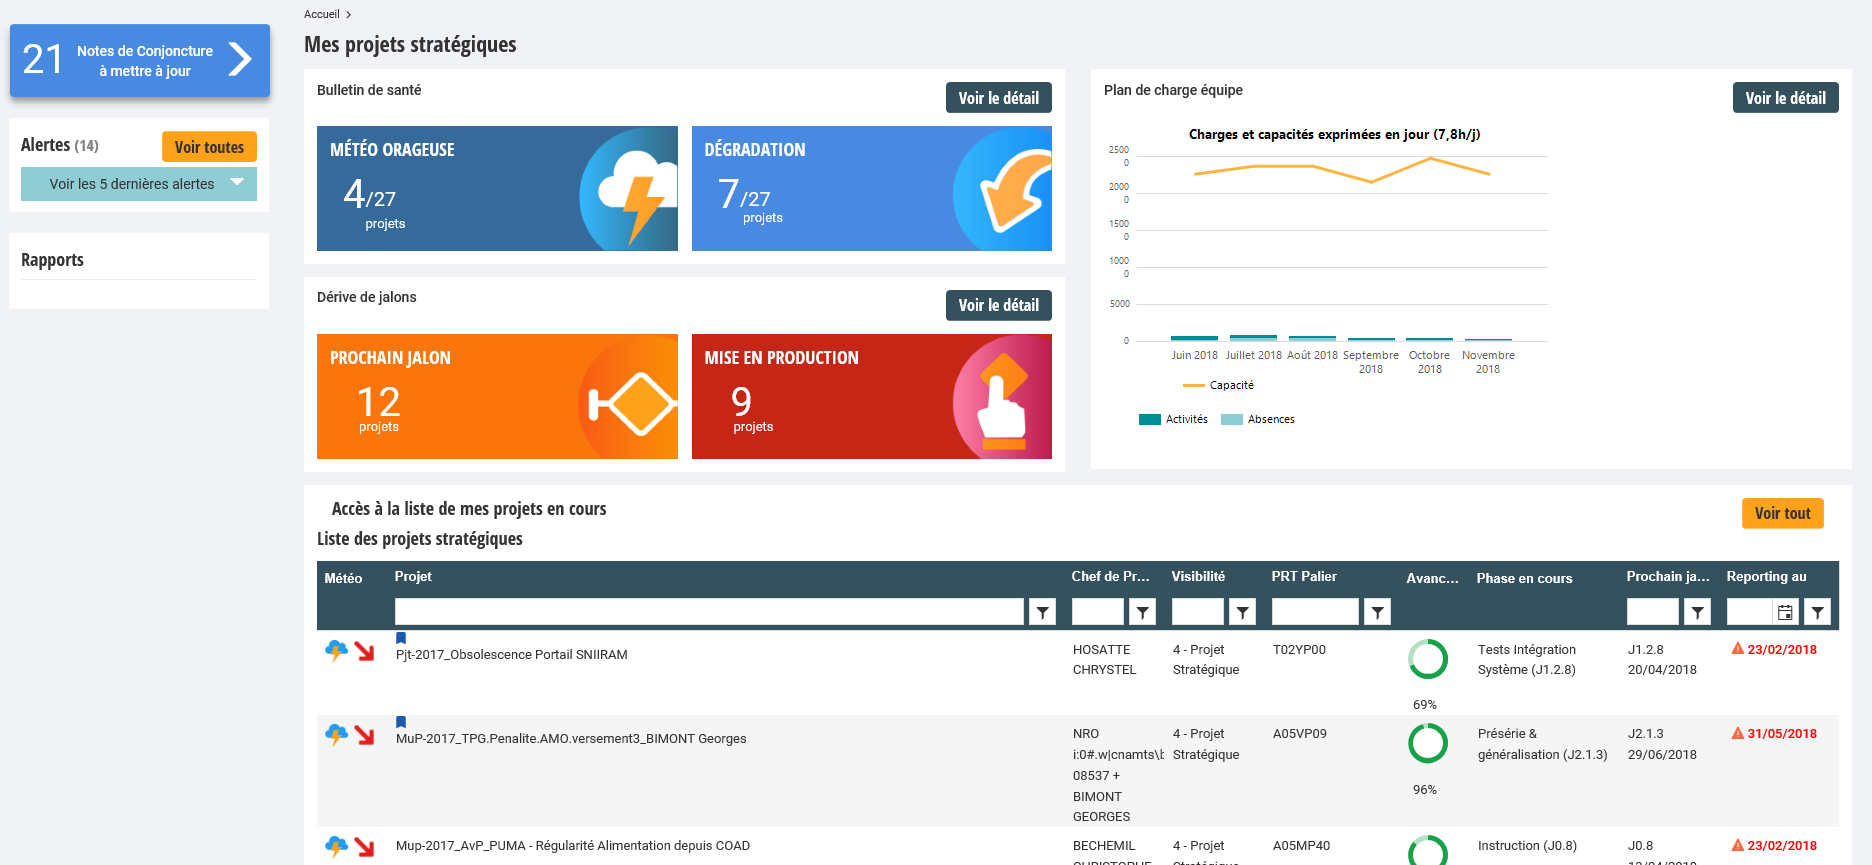 Accueil
21
Notes de Conjoncture
à mettre à jour
Alertes (14)
Voir toutes
Voir les 5 dernières alertes
Rapports
Mes projets stratégiques
Bulletin de santé
Voir le détail
MÉTÉO ORAGEUSE
4/27
projets
DÉGRADATION
7/27
projets
Dérive de jalons
Voir le détail
PROCHAIN JALON
12
projets
MISE EN PRODUCTION
9
projets
Plan de charge équipe
Voir le détail
Charges et capacités exprimées en jour (7,8h/j)
2500
0
2000
0
1500
0
1000
0
5000
0
Juin 2018 Juillet 2018 Août 2018 Septembre Octobre Novembre
2018 2018 2018
Capacité
Activités Absences
Accès à la liste de mes projets en cours
Voir tout
Liste des projets stratégiques
Météo Projet Chef de Pr... Visibilité PRT Palier Avanc... Phase en cours Prochain ja... Reporting au
Pjt-2017_Obsolescence Portail SNIIRAM
HOSATTE
CHRYSTEL
4 - Projet
Stratégique
T02YP00
69%
Tests Intégration
Système (J1.2.8)
J1.2.8
20/04/2018
23/02/2018
MuP-2017_TPG.Penalite.AMO.versement3_BIMONT Georges
NRO
i:0#.w|cnamts\b
08537 +
BIMONT
GEORGES
4 - Projet
Stratégique
A05VP09
96%
Présérie &
généralisation (J2.1.3)
J2.1.3
29/06/2018
31/05/2018
Mup-2017_AvP_PUMA - Régularité Alimentation depuis COAD
BECHEMIL
4 - Projet
A05MP40
Instruction (J0.8)
J0.8
23/02/2018